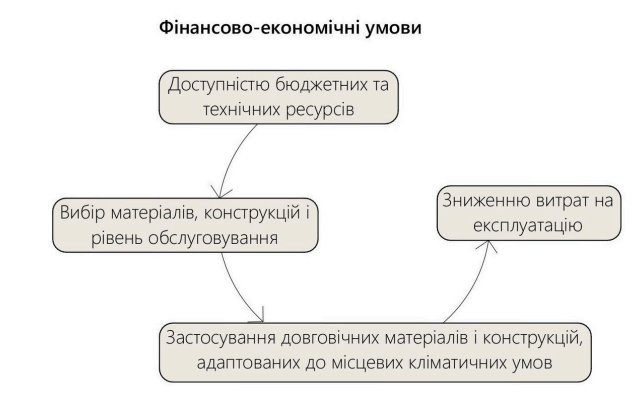 Фінансово-економічні умови
Доступністю бюджетних та
технічних ресурсів
Вибір матеріалів, конструкцій і
рівень обслуговування
Зниженню витрат на
експлуатацію
Застосування довговічних матеріалів і конструкцій,
адаптованих до місцевих кліматичних умов